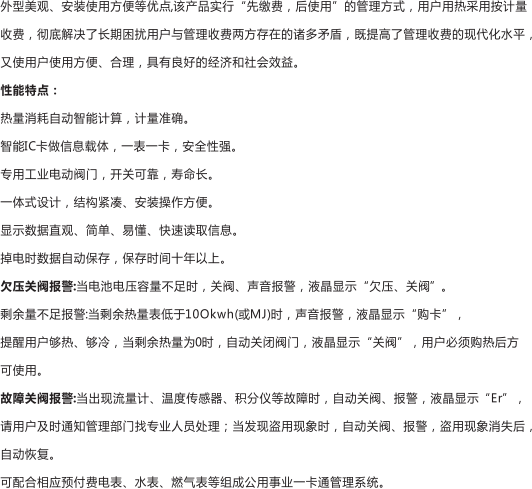 外型美观、安装使用方便等优点,该产品实行“先缴费，后使用”的管理方式，用户用热采用按计量
收费，彻底解决了长期困扰用户与管理收费两方存在的诸多矛盾，既提高了管理收费的现代化水平，
又使用户使用方便、合理，具有良好的经济和社会效益。
性能特点：
热量消耗自动智能计算，计量准确。
智能IC卡做信息载体，一表一卡，安全性强。
专用工业电动阀门，开关可靠，寿命长。
一体式设计，结构紧凑、安装操作方便。
显示数据直观、简单、易懂、快速读取信息。
掉电时数据自动保存，保存时间十年以上。
欠压关阀报警:当电池电压容量不足时，关阀、声音报警，液晶显示“欠压、关阀”。
剩余量不足报警:当剩余热量表低于10Okwh(或MJ)时，声音报警，液晶显示“购卡”，
提醒用户够热、够冷，当剩余热量为0时，自动关闭阀门，液晶显示“关阀”，用户必须购热后方
可使用。
故障关阀报警:当出现流量计、温度传感器、积分仪等故障时，自动关阀、报警，液晶显示“Er”，
请用户及时通知管理部门找专业人员处理；当发现盗用现象时，自动关阀、报警，盗用现象消失后，
自动恢复。
可配合相应预付费电表、水表、燃气表等组成公用事业一卡通管理系统。